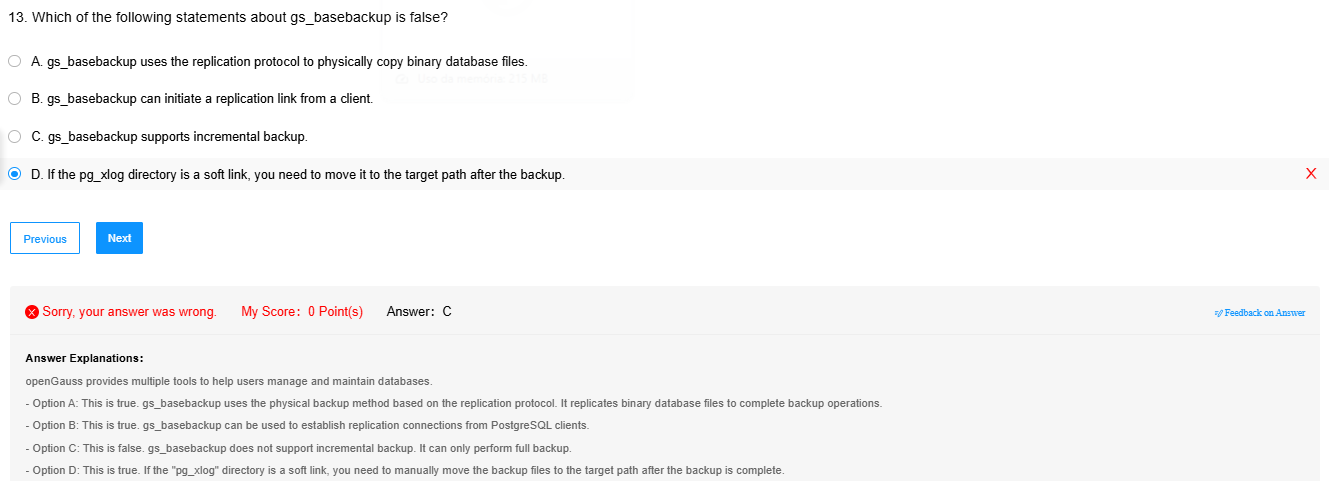 13. Which of the following statements about gs_basebackup is false?
A. gs_basebackup uses the replication protocol to physically copy binary database files.
B. gs_basebackup can initiate a replication link from a client.
C. gs_basebackup supports incremental backup.
D. If the pg_xlog directory is a soft link, you need to move it to the target path after the backup.
Previous
Next
Sorry, your answer was wrong. My Score: 0 Point(s) Answer: C
Feedback on Answer
Answer Explanations:
openGauss provides multiple tools to help users manage and maintain databases.
- Option A: This is true. gs_basebackup uses the physical backup method based on the replication protocol. It replicates binary database files to complete backup operations.
- Option B: This is true. gs_basebackup can be used to establish replication connections from PostgreSQL clients.
- Option C: This is false. gs_basebackup does not support incremental backup. It can only perform full backup.
- Option D: This is true. If the "pg_xlog" directory is a soft link, you need to manually move the backup files to the target path after the backup is complete.